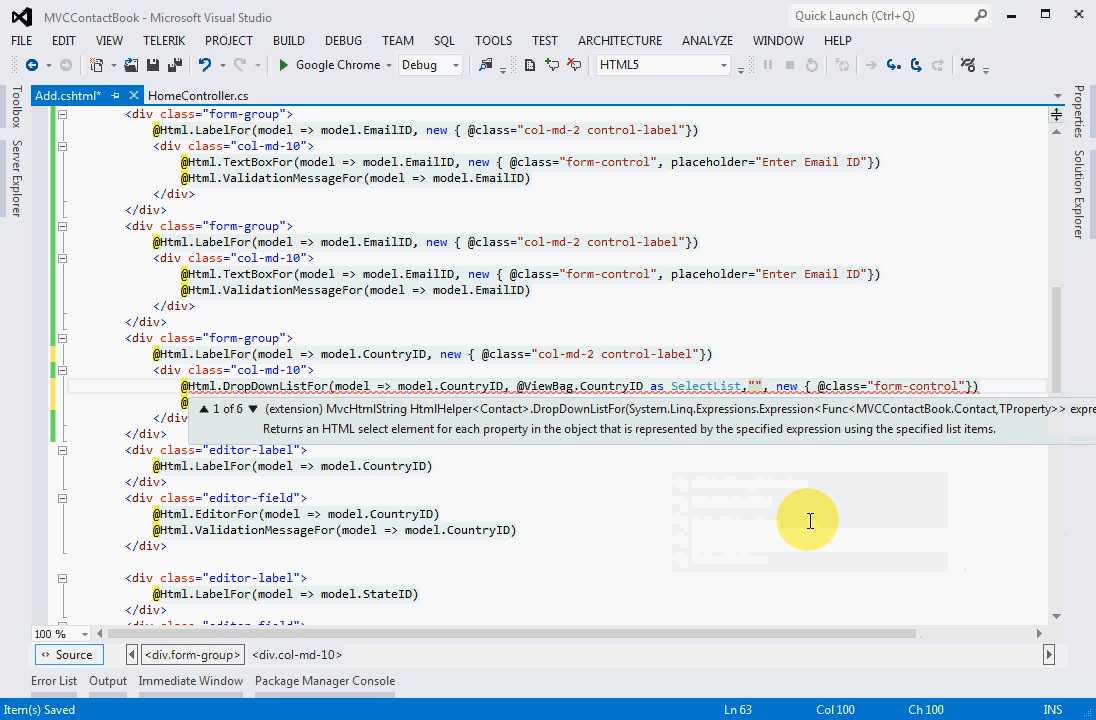 MVCContactBook - Microsoft Visual Studio
Quick Launch (Ctrl+Q)
FILE EDIT VIEW TELERIK PROJECT BUILD DEBUG TEAM SQL TOOLS TEST ARCHITECTURE ANALYZE WINDOW HELP
Google Chrome Debug HTML5
Add.cshtml* HomeController.cs
Toolbox
Server Explorer
Properties
Solution Explorer
<div class="form-group">
@Html.LabelFor(model => model.EmailID, new { @class="col-md-2 control-label"})
<div class="col-md-10">
@Html.TextBoxFor(model => model.EmailID, new { @class="form-control", placeholder="Enter Email ID"})
@Html.ValidationMessageFor(model => model.EmailID)
</div>
</div>
<div class="form-group">
@Html.LabelFor(model => model.EmailID, new { @class="col-md-2 control-label"})
<div class="col-md-10">
@Html.TextBoxFor(model => model.EmailID, new { @class="form-control", placeholder="Enter Email ID"})
@Html.ValidationMessageFor(model => model.EmailID)
</div>
</div>
<div class="form-group">
@Html.LabelFor(model => model.CountryID, new { @class="col-md-2 control-label"})
<div class="col-md-10">
@Html.DropDownListFor(model => model.CountryID, @ViewBag.CountryID as SelectList,"", new { @class="form-control"})
@
▲ 1 of 6 ▼ (extension) MvcHtmlString HtmlHelper<Contact>.DropDownListFor(System.Linq.Expressions.Expression<Func<MVCContactBook.Contact,TProperty>> expre
Returns an HTML select element for each property in the object that is represented by the specified expression using the specified list items.
</div>
</div>
<div class="editor-label">
@Html.LabelFor(model => model.CountryID)
</div>
<div class="editor-field">
@Html.EditorFor(model => model.CountryID)
@Html.ValidationMessageFor(model => model.CountryID)
</div>
<div class="editor-label">
@Html.LabelFor(model => model.StateID)
</div>
<div class="editor-field">
100 %
Source <div.form-group> <div.col-md-10>
Error List Output Immediate Window Package Manager Console
Item(s) Saved Ln 63 Col 100 Ch 100 INS